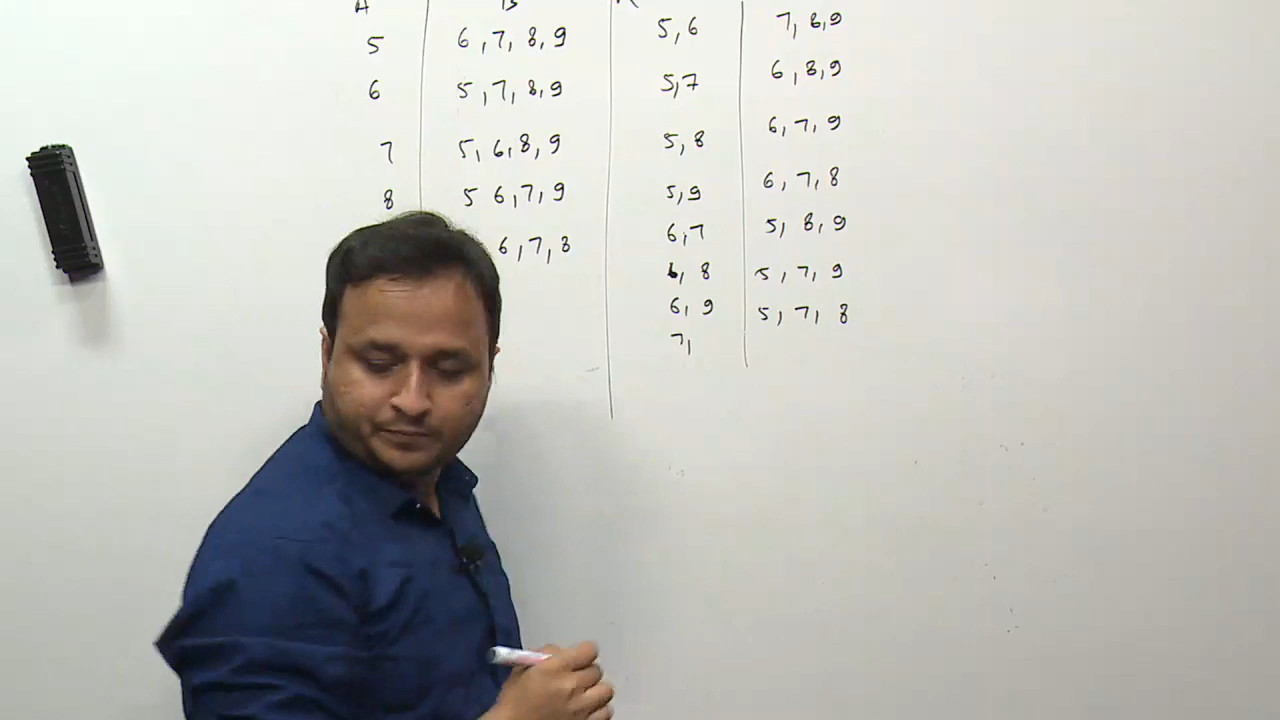 A B
5 6, 7, 8, 9
6 5, 7, 8, 9
7 5, 6, 8, 9
8 5 6, 7, 9
6, 7, 8
5, 6 7, 8, 9
5, 7 6, 8, 9
5, 8 6, 7, 9
5, 9 6, 7, 8
6, 7 5, 8, 9
6, 8 5, 7, 9
6, 9 5, 7, 8
7,